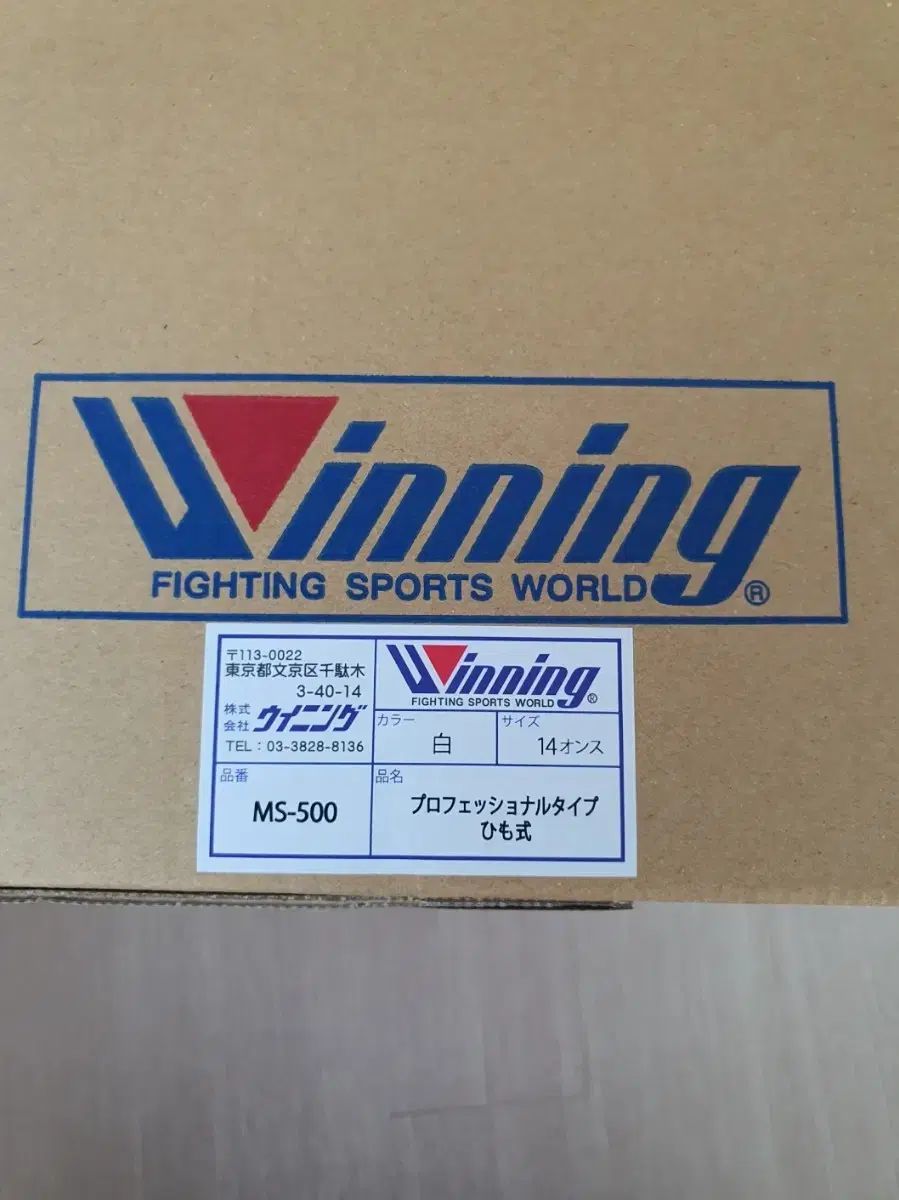 Winning®
FIGHTING SPORTS WORLD
〒113-0022
東京都文京区千駄木
3-40-14
株式会社 ウイニング
TEL：03-3828-8136
Winning®
FIGHTING SPORTS WORLD
カラー
白
サイズ
14オンス
品番
MS-500
品名
プロフェッショナルタイプ
ひも式